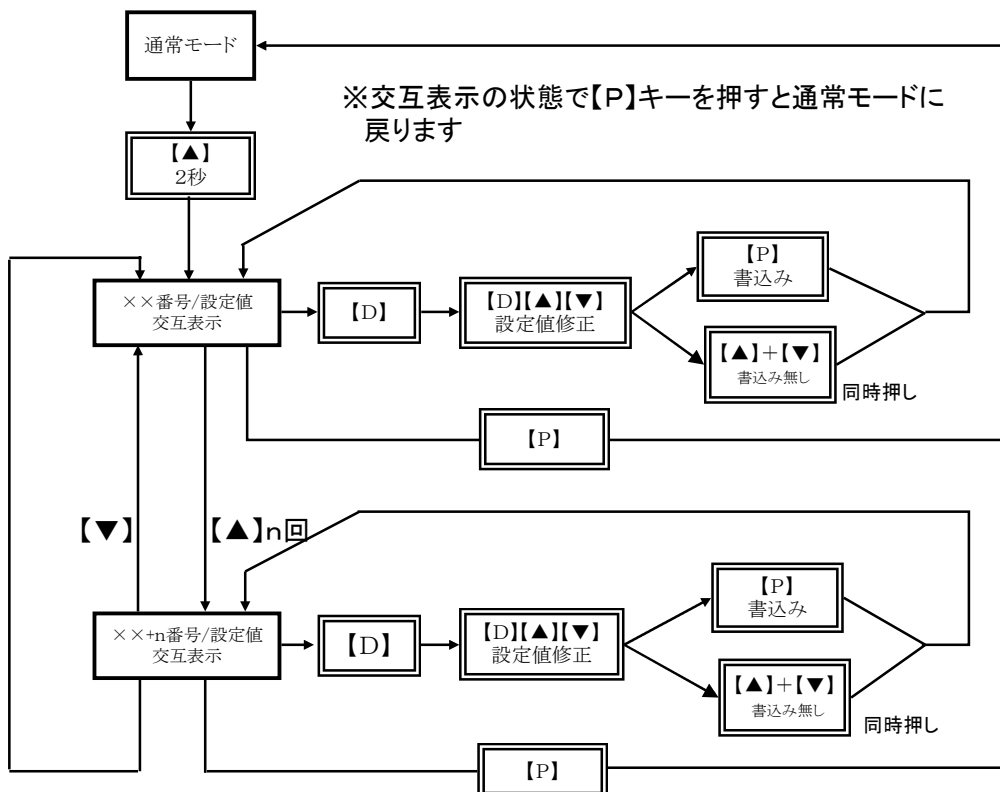 通常モード
※交互表示の状態で【P】キーを押すと通常モードに
戻ります
【▲】
2秒
××番号/設定値
交互表示
【D】
【D】【▲】【▼】
設定値修正
【P】
書込み
【▲】+【▼】
書込み無し
同時押し
【P】
【▼】
【▲】n回
××+n番号/設定値
交互表示
【D】
【D】【▲】【▼】
設定値修正
【P】
書込み
【▲】+【▼】
書込み無し
同時押し
【P】